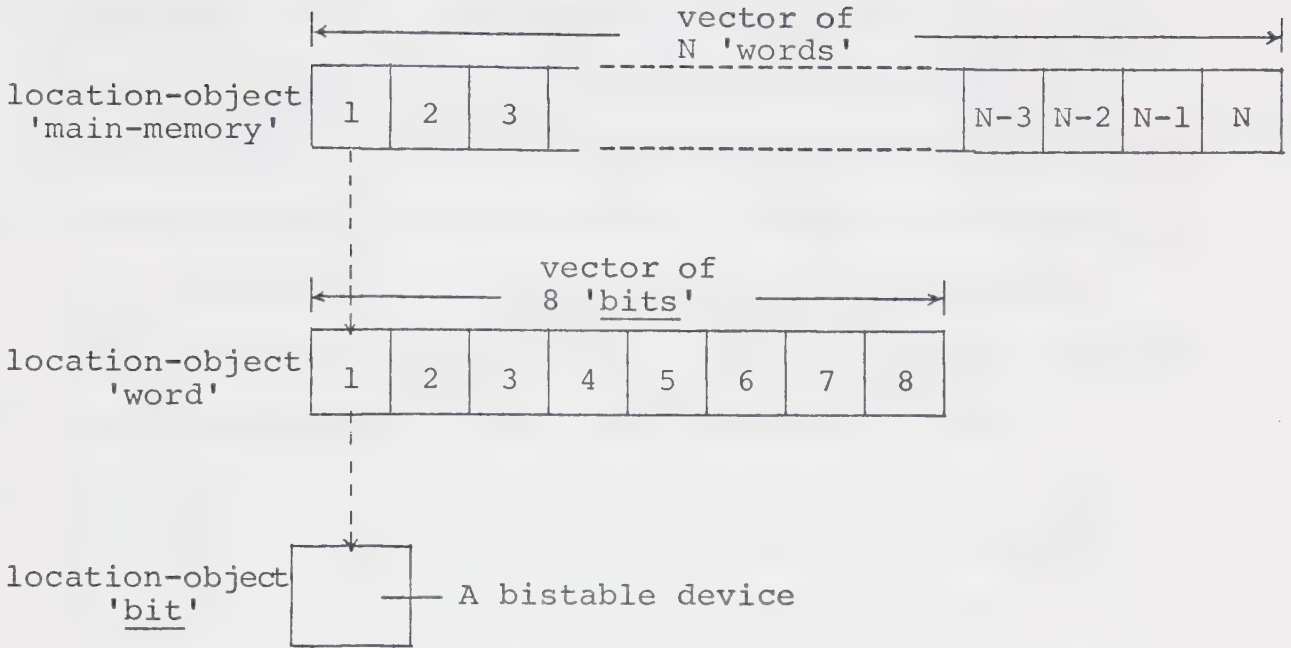 vector of
N 'words'
location-object
'main-memory'
1 2 3 N-3 N-2 N-1 N
vector of
8 'bits'
location-object
'word'
1 2 3 4 5 6 7 8
location-object
'bit'
A bistable device